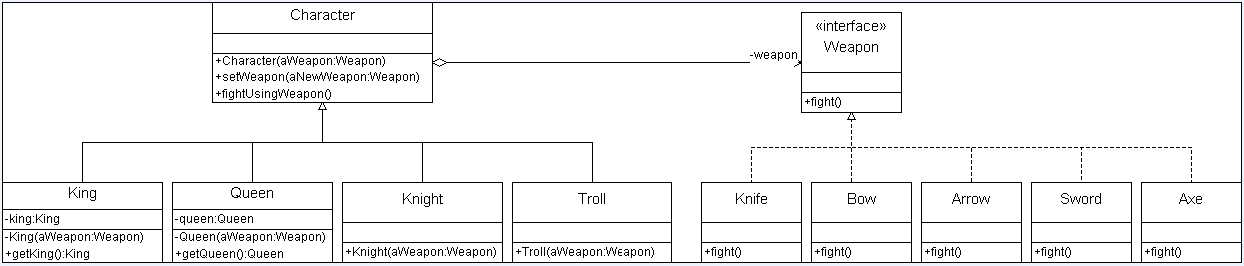 Character
+Character(aWeapon:Weapon)
+setWeapon(aNewWeapon:Weapon)
+fightUsingWeapon()
-weapon
«interface»
Weapon
+fight()
King
-king:King
-King(aWeapon:Weapon)
+getKing():King
Queen
-queen:Queen
-Queen(aWeapon:Weapon)
+getQueen():Queen
Knight
+Knight(aWeapon:Weapon)
Troll
+Troll(aWeapon:Weapon)
Knife
+fight()
Bow
+fight()
Arrow
+fight()
Sword
+fight()
Axe
+fight()